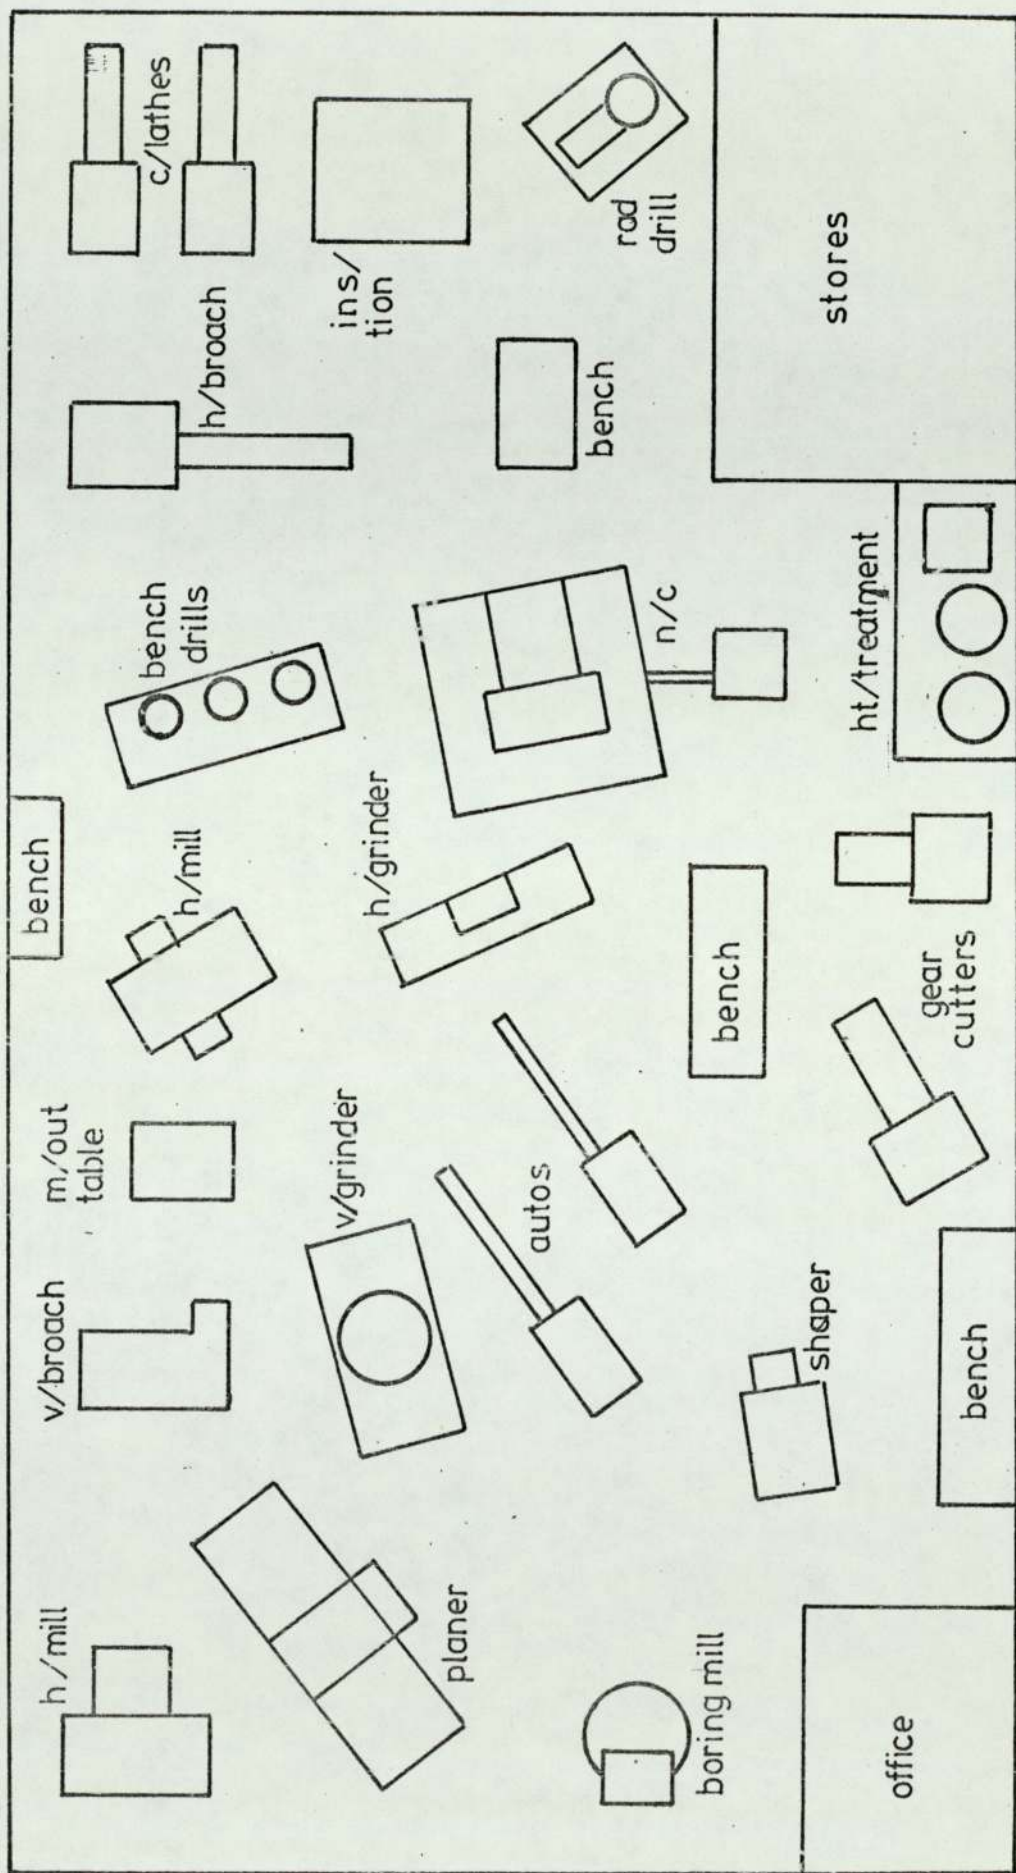 h/mill
v/broach
m/out
table
bench
h/mill
bench
drills
h/broach
c/lathes
planer
v/grinder
h/grinder
ins/
tion
autos
n/c
bench
rad
drill
boring mill
shaper
bench
gear
cutters
ht/treatment
stores
office
bench